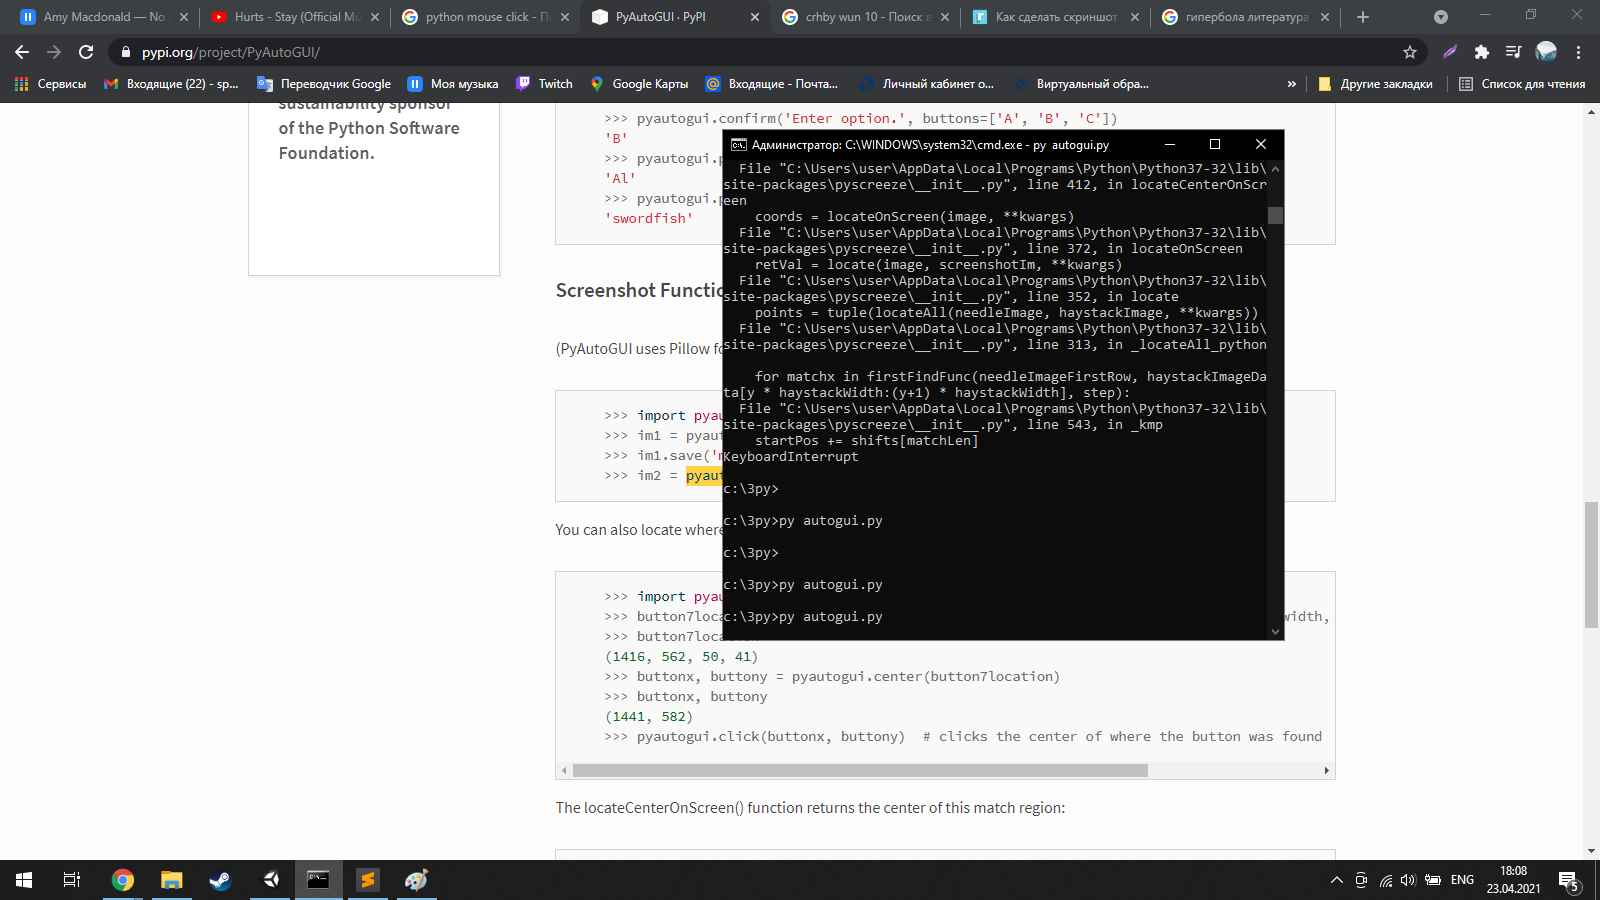 Amy Macdonald — No
Hurts - Stay (Official Mu
python mouse click - По
PyAutoGUI · PyPI
crhby wun 10 - Поиск в
Как сделать скриншот
гипербола литература
pypi.org/project/PyAutoGUI/
Сервисы
Входящие (22) - sp...
Переводчик Google
Моя музыка
Twitch
Google Карты
Входящие - Почта...
Личный кабинет о...
Виртуальный обра...
»
Другие закладки
Список для чтения
sustainability sponsor
of the Python Software
Foundation.
>>> pyautogui.confirm('Enter option.', buttons=['A', 'B', 'C'])
'B'
>>> pyautogui.
'Al'
>>> pyautogui.
'swordfish'
Screenshot Functio
(PyAutoGUI uses Pillow fo
>>> import pyau
>>> im1 = pyaut
>>> im1.save('m
>>> im2 = pyaut
You can also locate where
>>> import pyau
>>> button7loca
width,
>>> button7location
(1416, 562, 50, 41)
>>> buttonx, buttony = pyautogui.center(button7location)
>>> buttonx, buttony
(1441, 582)
>>> pyautogui.click(buttonx, buttony)  # clicks the center of where the button was found
The locateCenterOnScreen() function returns the center of this match region:
Администратор: C:\WINDOWS\system32\cmd.exe - py  autogui.py
File "C:\Users\user\AppData\Local\Programs\Python\Python37-32\lib\
site-packages\pyscreeze\__init__.py", line 412, in locateCenterOnScr
een
coords = locateOnScreen(image, **kwargs)
File "C:\Users\user\AppData\Local\Programs\Python\Python37-32\lib\
site-packages\pyscreeze\__init__.py", line 372, in locateOnScreen
retVal = locate(image, screenshotIm, **kwargs)
File "C:\Users\user\AppData\Local\Programs\Python\Python37-32\lib\
site-packages\pyscreeze\__init__.py", line 352, in locate
points = tuple(locateAll(needleImage, haystackImage, **kwargs))
File "C:\Users\user\AppData\Local\Programs\Python\Python37-32\lib\
site-packages\pyscreeze\__init__.py", line 313, in _locateAll_python
for matchx in firstFindFunc(needleImageFirstRow, haystackImageDa
ta[y * haystackWidth:(y+1) * haystackWidth], step):
File "C:\Users\user\AppData\Local\Programs\Python\Python37-32\lib\
site-packages\pyscreeze\__init__.py", line 543, in _kmp
startPos += shifts[matchLen]
KeyboardInterrupt
c:\3py>
c:\3py>py autogui.py
c:\3py>
c:\3py>py autogui.py
c:\3py>py autogui.py
ENG
18:08
23.04.2021
5